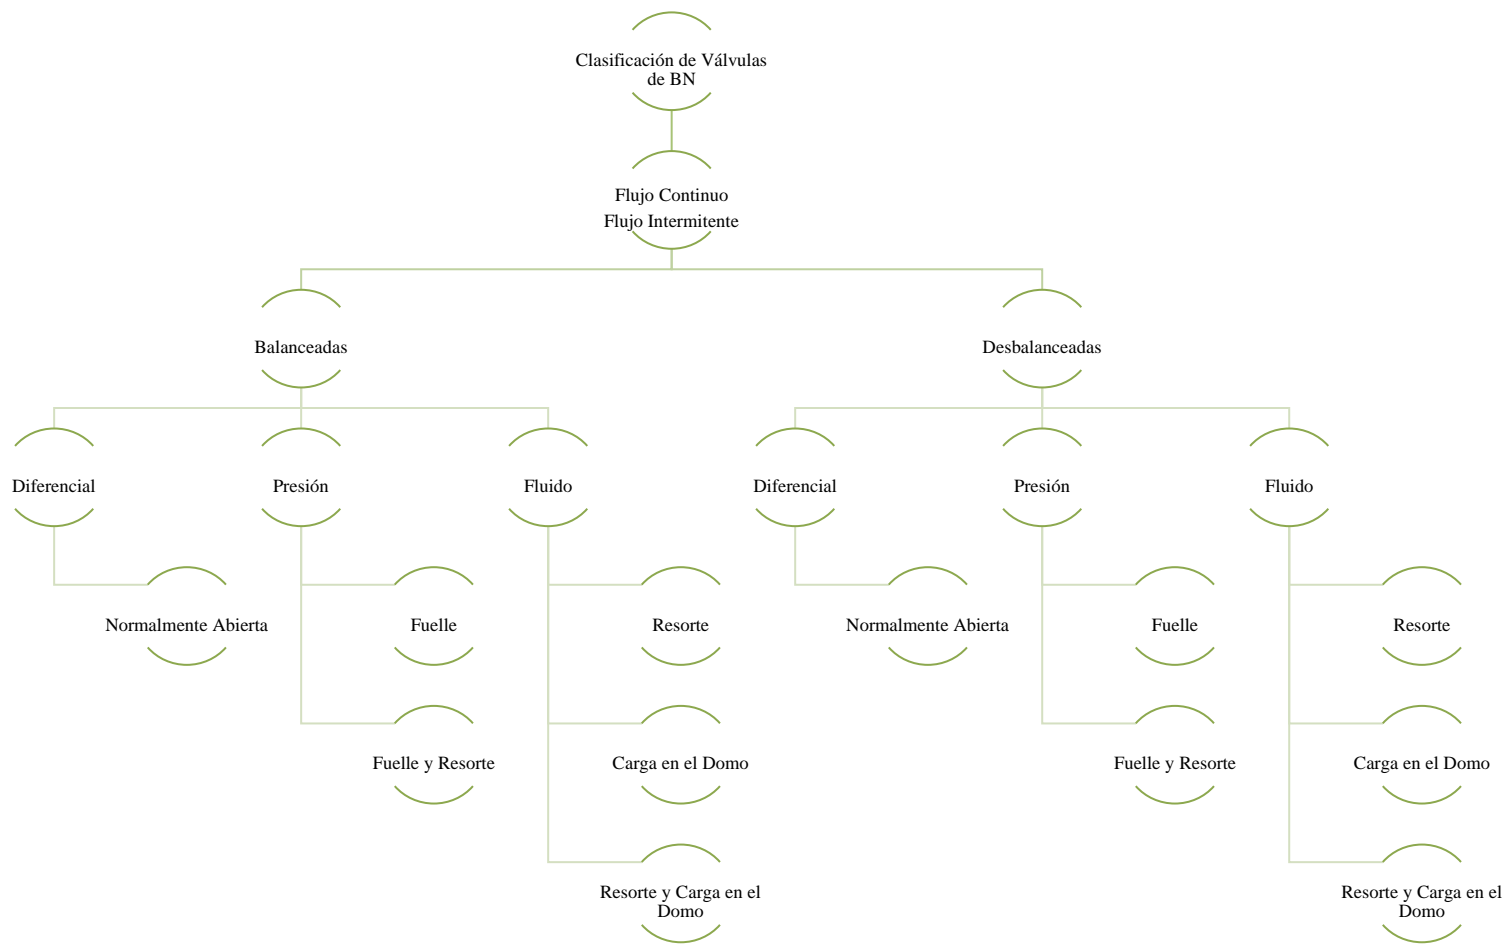 Clasificación de Válvulas
de BN
Flujo Continuo
Flujo Intermitente
Balanceadas
Desbalanceadas
Diferencial
Presión
Fluido
Diferencial
Presión
Fluido
Normalmente Abierta
Fuelle
Resorte
Normalmente Abierta
Fuelle
Resorte
Fuelle y Resorte
Carga en el Domo
Fuelle y Resorte
Carga en el Domo
Resorte y Carga en el
Domo
Resorte y Carga en el
Domo